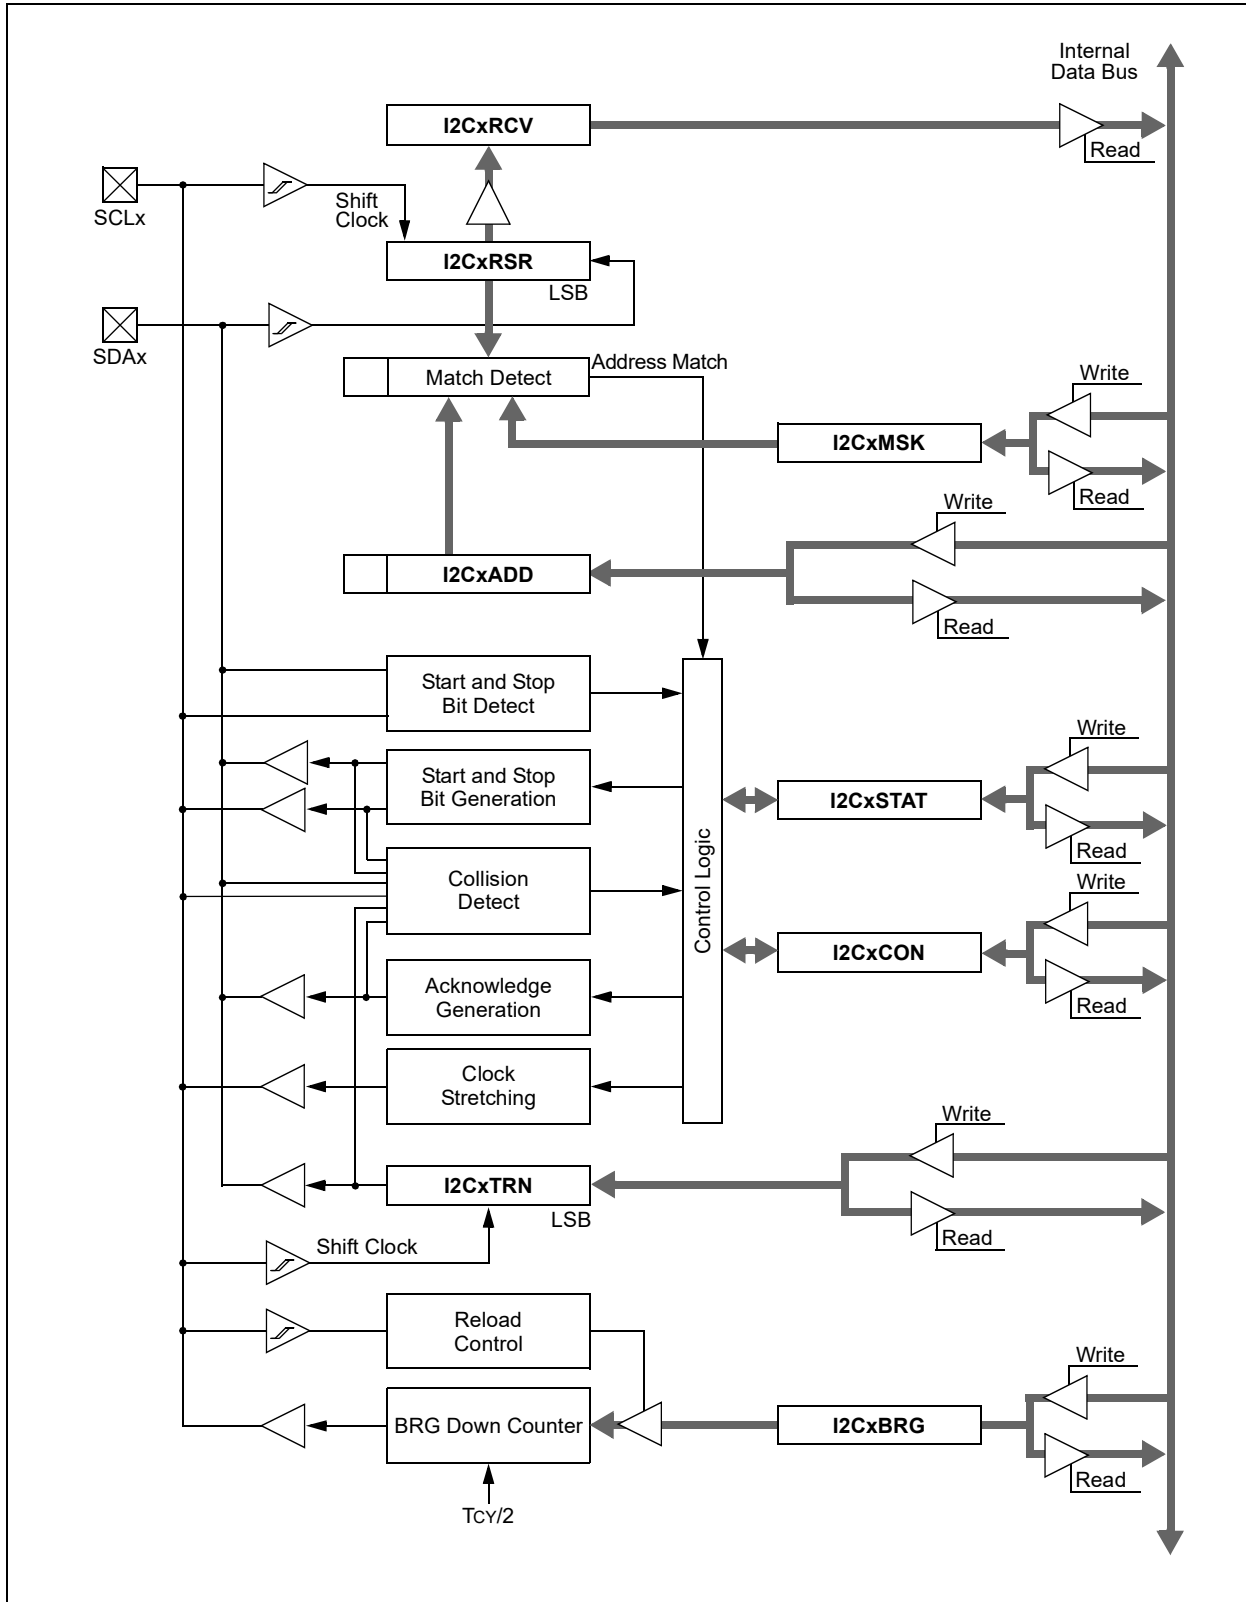 Internal
Data Bus
I2CxRCV
Read
SCLx
Shift
Clock
I2CxRSR
LSB
SDAx
Match Detect
Address Match
Write
I2CxMSK
Read
Write
I2CxADD
Read
Start and Stop
Bit Detect
Write
Start and Stop
Bit Generation
I2CxSTAT
Read
Control Logic
Collision
Detect
Write
I2CxCON
Read
Acknowledge
Generation
Clock
Stretching
Write
I2CxTRN
LSB
Read
Shift Clock
Reload
Control
Write
BRG Down Counter
I2CxBRG
Read
TCY/2